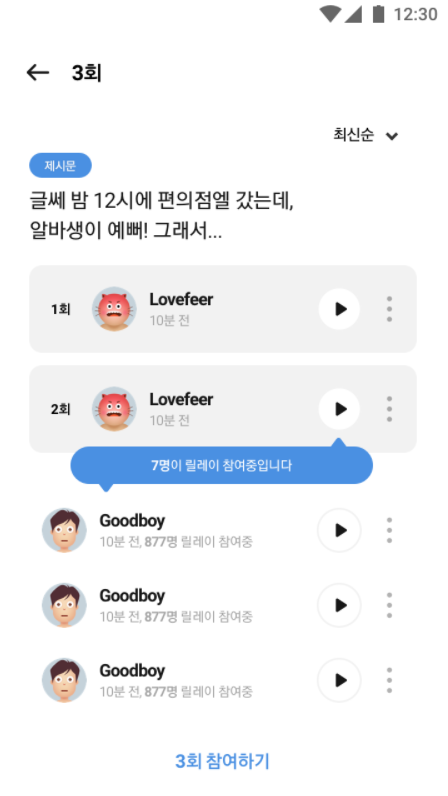 12:30
3회
최신순
제시문
글쎄 밤 12시에 편의점엘 갔는데,
알바생이 예뻐! 그래서...
1회
Lovefeer
10분 전
2회
Lovefeer
10분 전
7명이 릴레이 참여중입니다
Goodboy
10분 전, 877명 릴레이 참여중
Goodboy
10분 전, 877명 릴레이 참여중
Goodboy
10분 전, 877명 릴레이 참여중
3회 참여하기